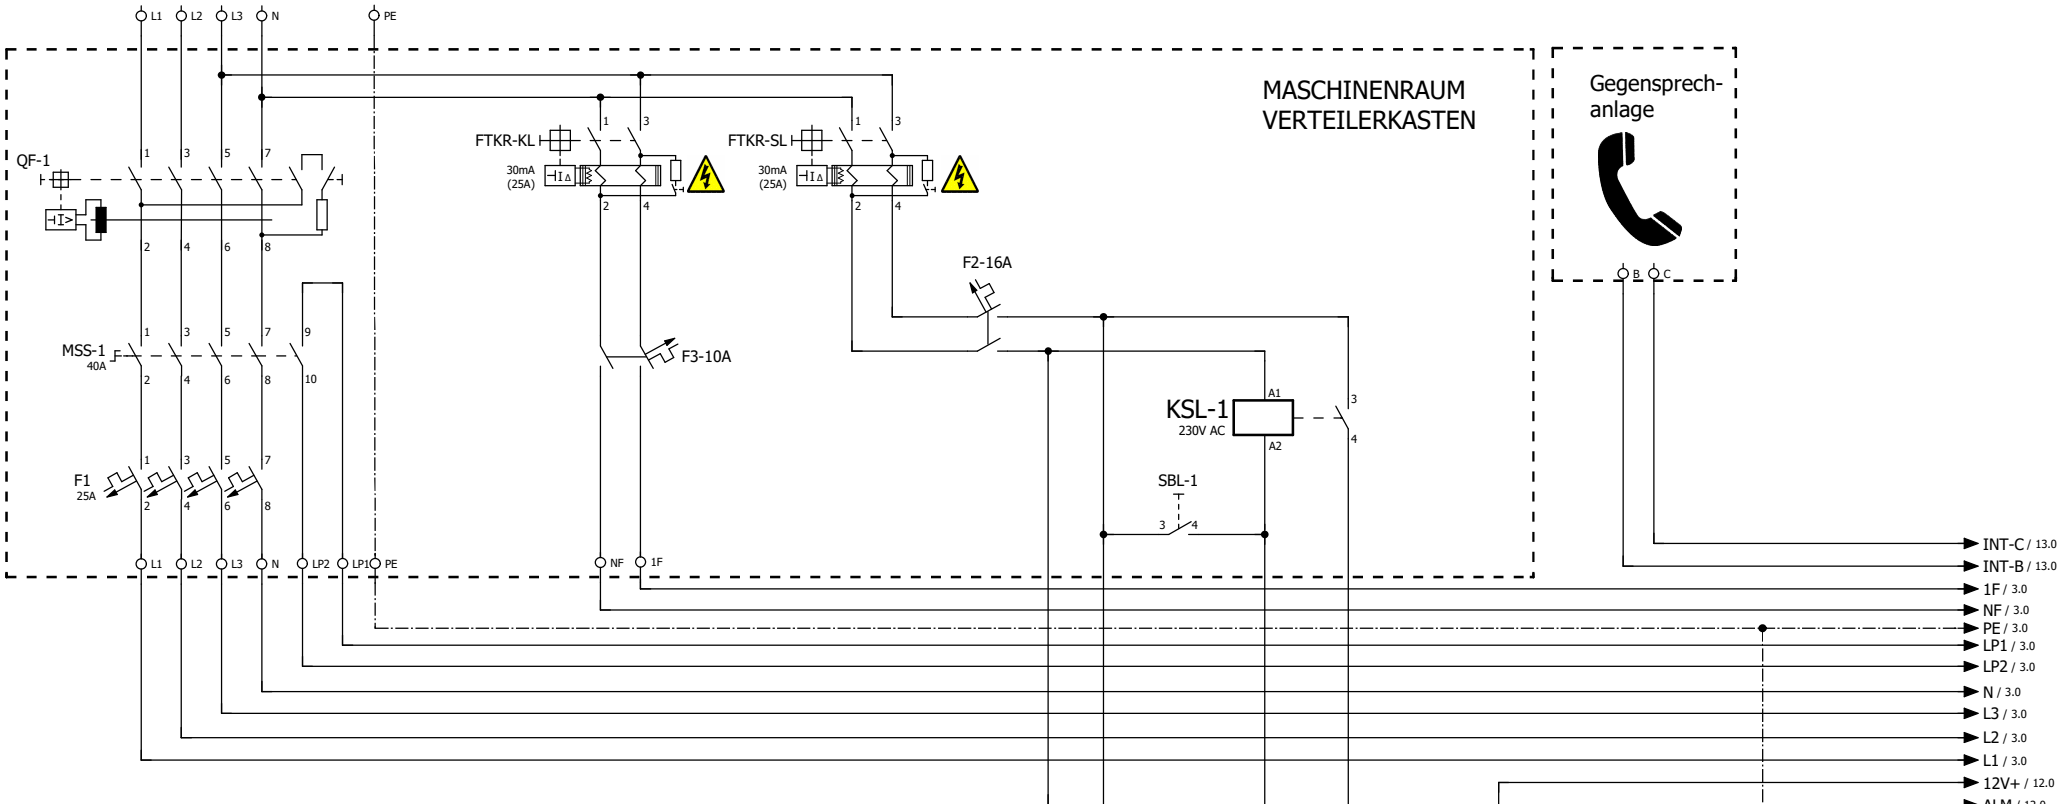 L1 L2 L3 N PE
MASCHINENRAUM
VERTEILERKASTEN
Gegensprech-
anlage
1 3 1 3
FTKR-KL FTKR-SL
30mA
(25A)
-I∆
30mA
(25A)
-I∆
2 4 2 4
QF-1
1 3 5 7
-I>
2 4 6 8
F2-16A
B C
MSS-1
40A
1 3 5 7 9
2 4 6 8 10
F3-10A
KSL-1
230V AC
A1
A2
3
4
SBL-1
3 4
F1
25A
1 3 5 7
2 4 6 8
L1 L2 L3 N LP2 LP1 PE NF 1F
INT-C / 13.0
INT-B / 13.0
1F / 3.0
NF / 3.0
PE / 3.0
LP1 / 3.0
LP2 / 3.0
N / 3.0
L3 / 3.0
L2 / 3.0
L1 / 3.0
12V+ / 12.0